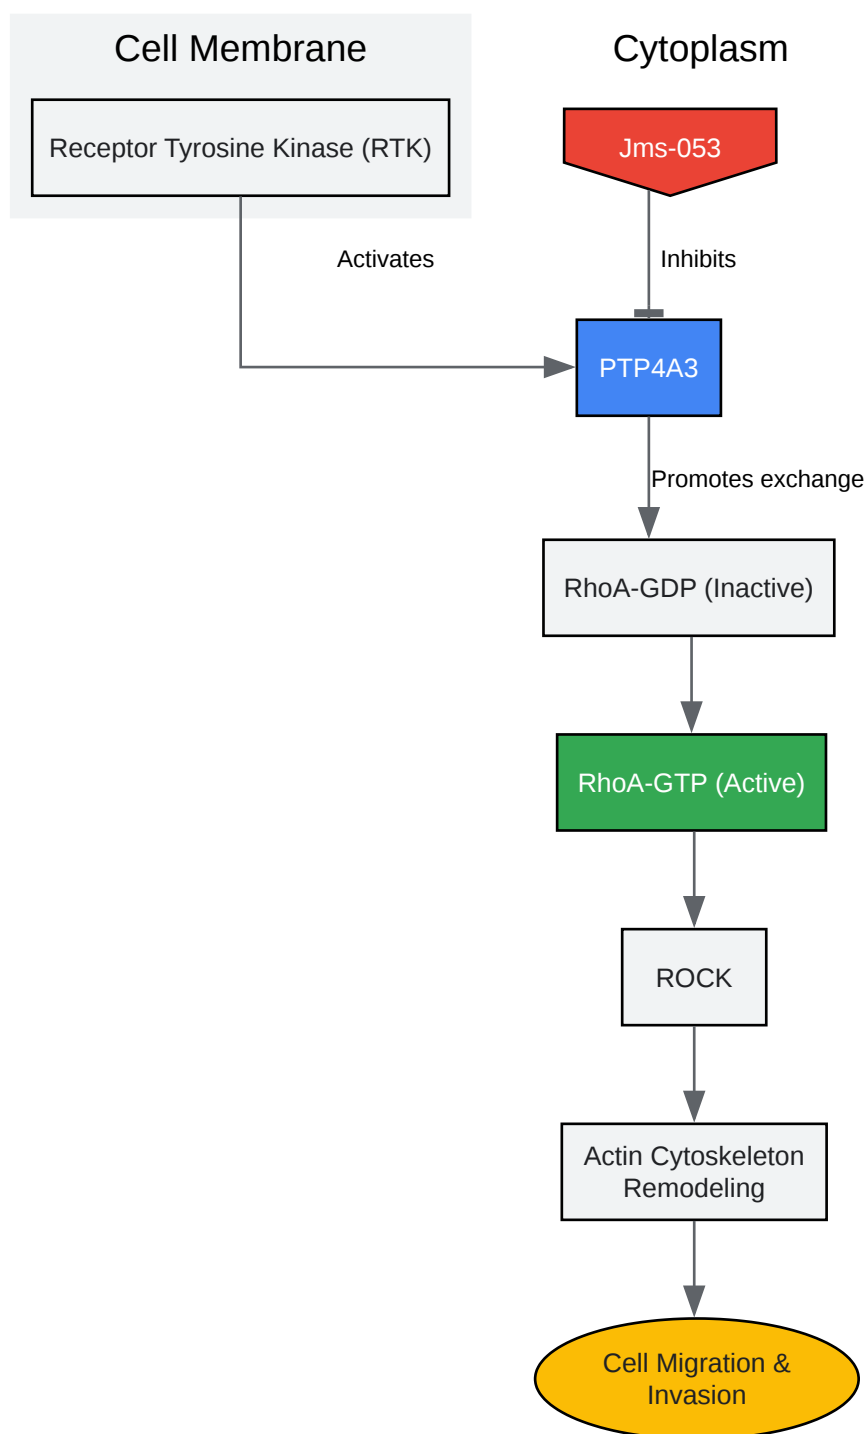 Cell Membrane
Cytoplasm
Receptor Tyrosine Kinase (RTK)
Jms-053
Activates
Inhibits
PTP4A3
Promotes exchange
RhoA-GDP (Inactive)
RhoA-GTP (Active)
ROCK
Actin Cytoskeleton
Remodeling
Cell Migration &
Invasion